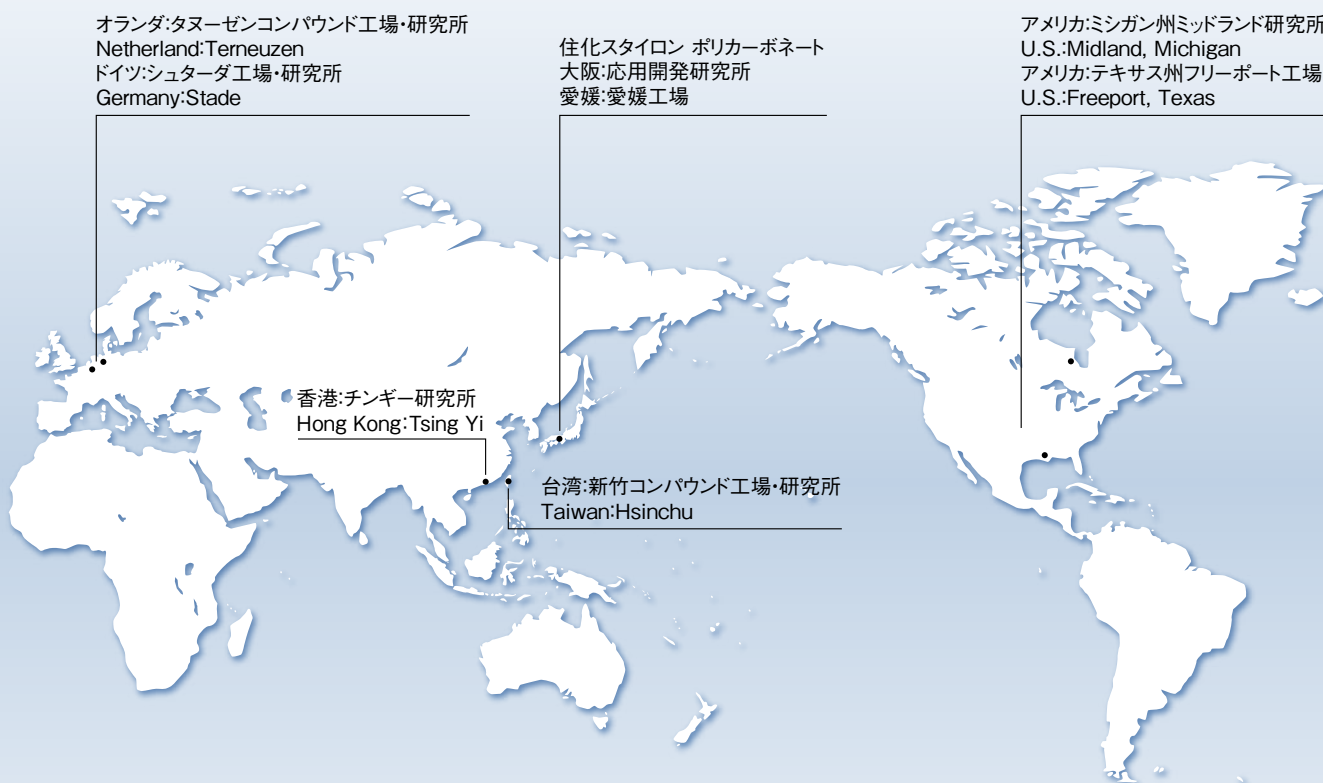 オランダ:タヌーゼンコンパウンド工場・研究所
Netherland:Terneuzen
ドイツ:シュターダ工場・研究所
Germany:Stade
住化スタイロン ポリカーボネート
大阪:応用開発研究所
愛媛:愛媛工場
アメリカ:ミシガン州ミッドランド研究所
U.S.:Midland, Michigan
アメリカ:テキサス州フリーポート工場
U.S.:Freeport, Texas
香港:チンギー研究所
Hong Kong:Tsing Yi
台湾:新竹コンパウンド工場・研究所
Taiwan:Hsinchu